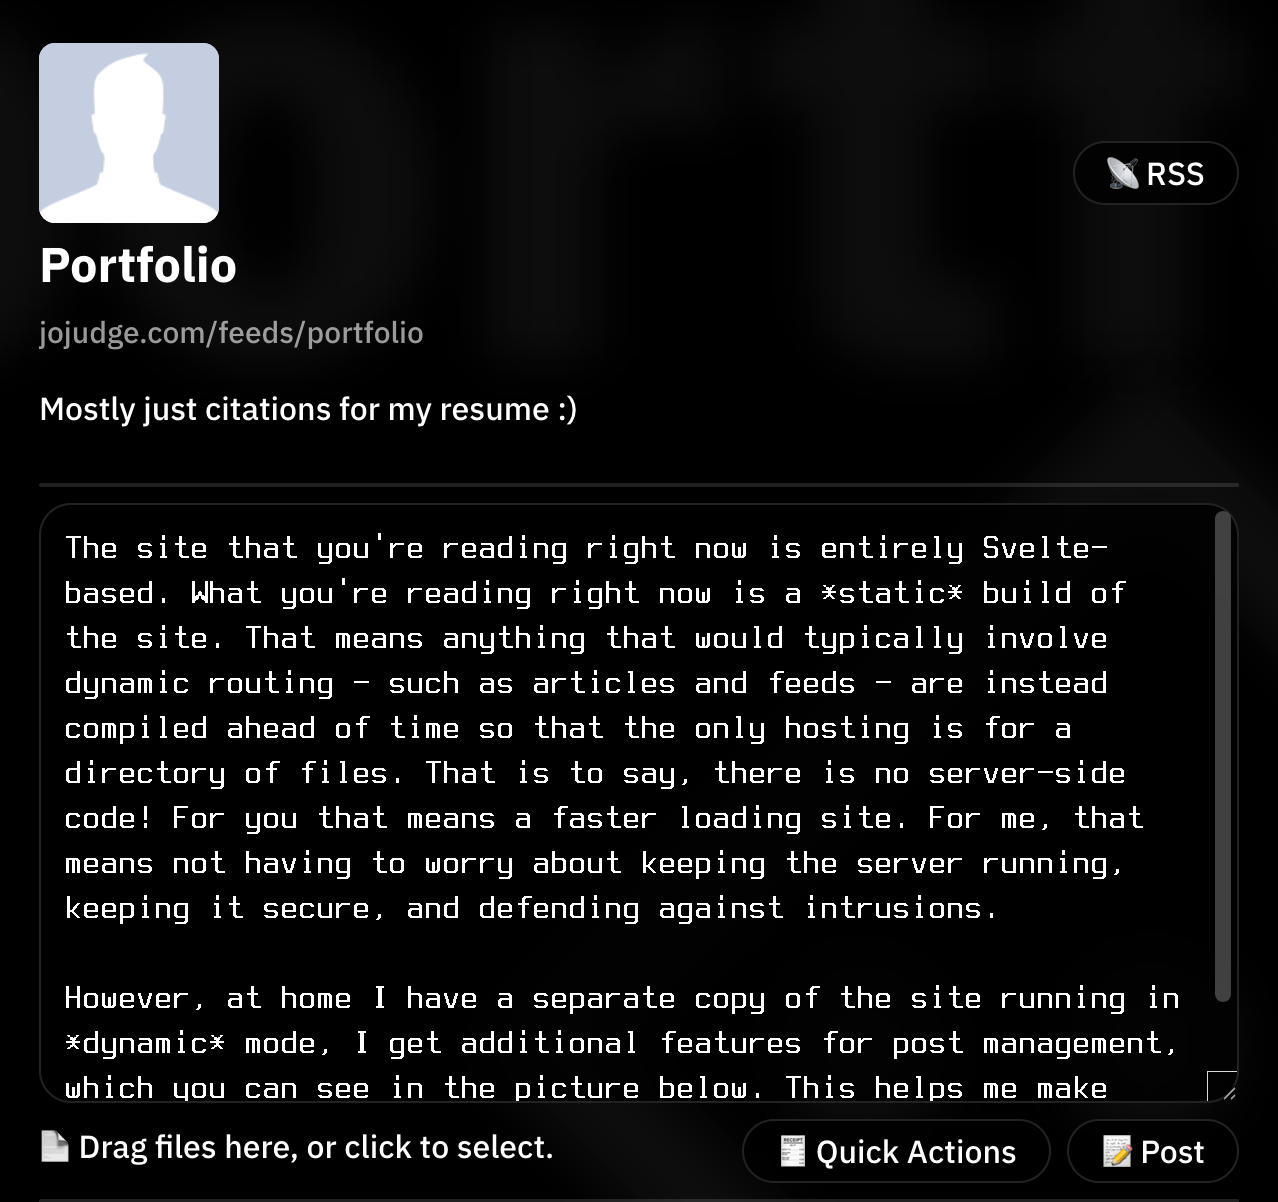 RSS
Portfolio
jojudge.com/feeds/portfolio
Mostly just citations for my resume :)
The site that you're reading right now is entirely Svelte-
based. What you're reading right now is a *static* build of
the site. That means anything that would typically involve
dynamic routing - such as articles and feeds - are instead
compiled ahead of time so that the only hosting is for a
directory of files. That is to say, there is no server-side
code! For you that means a faster loading site. For me, that
means not having to worry about keeping the server running,
keeping it secure, and defending against intrusions.
However, at home I have a separate copy of the site running in
*dynamic* mode, I get additional features for post management,
which you can see in the picture below. This helps me make
Drag files here, or click to select.
Quick Actions
Post